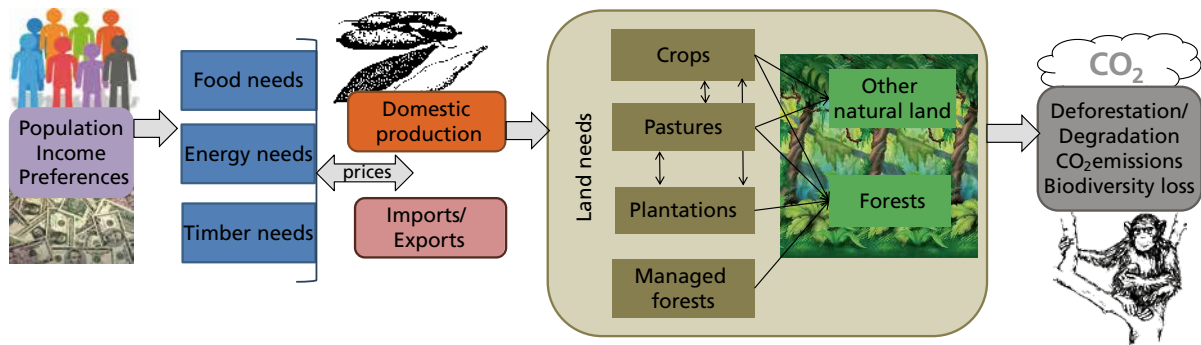 Population
Income
Preferences
Food needs
Energy needs
Timber needs
prices
Domestic
production
Imports/
Exports
Land needs
Crops
Pastures
Plantations
Managed
forests
Other
natural land
Forests
CO₂
Deforestation/
Degradation
CO₂emissions
Biodiversity loss